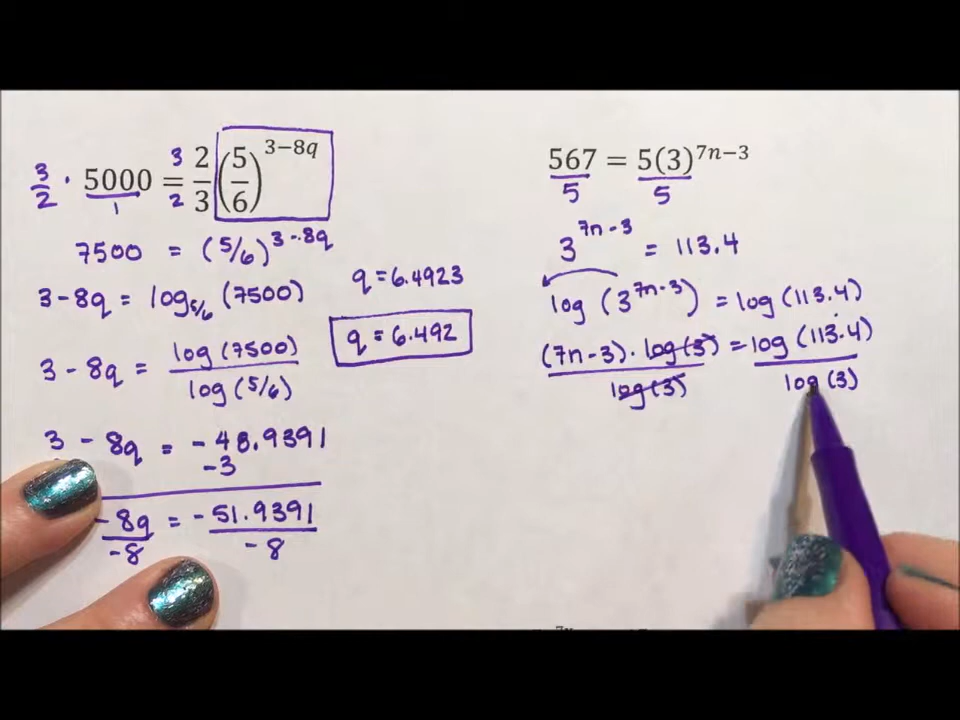 3/2 · 5000/1 = 3/2 2/3 (5/6)^3−8q
7500 = (5/6)^3-8q
3-8q = log_5/6 (7500)
3 - 8q = log(7500)/log(5/6)
3 - 8q = -48.9391
-3
-8q/-8 = -51.9391/-8
q = 6.4923
q = 6.492
567/5 = 5(3)^7n−3/5
3^7n-3 = 113.4
log (3^7n-3) = log(113.4)
(7n-3) · log(3)/log(3) = log(113.4)/log(3)